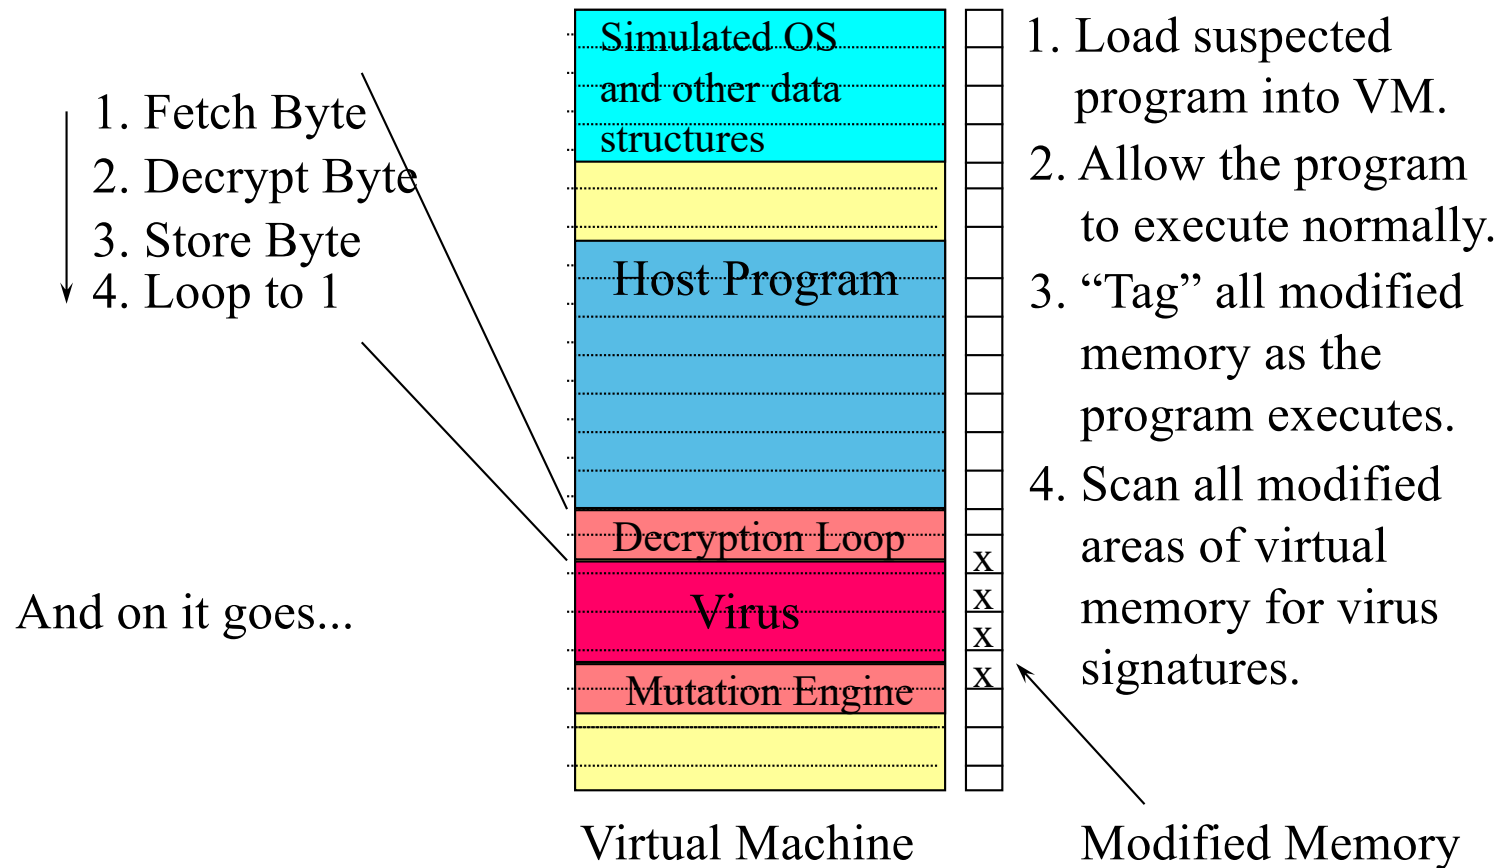 1. Fetch Byte
2. Decrypt Byte
3. Store Byte
4. Loop to 1
And on it goes...
Simulated OS
and other data
structures
Host Program
Decryption Loop
Virus
Mutation Engine
Virtual Machine
x
x
x
x
1. Load suspected
program into VM.
2. Allow the program
to execute normally.
3. “Tag” all modified
memory as the
program executes.
4. Scan all modified
areas of virtual
memory for virus
signatures.
Modified Memory